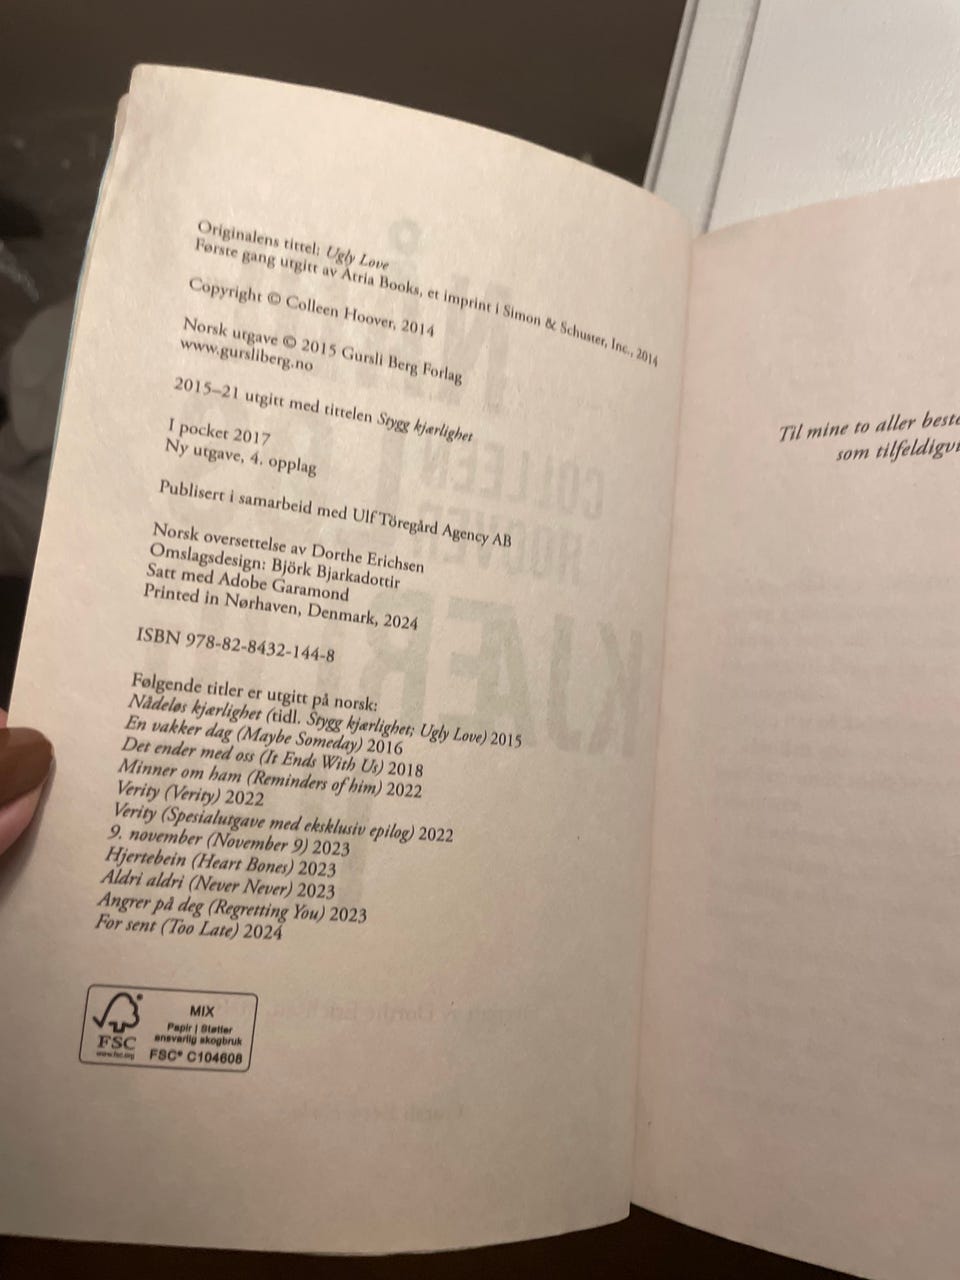 Originalens tittel: Ugly Love
Første gang utgitt av Atria Books, et imprint i Simon & Schuster, Inc., 2014
Copyright © Colleen Hoover, 2014
Norsk utgave © 2015 Gursli Berg Forlag
www.gursliberg.no
2015–21 utgitt med tittelen Stygg kjærlighet
I pocket 2017
Ny utgave, 4. opplag
Publisert i samarbeid med Ulf Töregård Agency AB
Norsk oversettelse av Dorthe Erichsen
Omslagsdesign: Björk Bjarkadottir
Satt med Adobe Garamond
Printed in Nørhaven, Denmark, 2024
ISBN 978-82-8432-144-8
Følgende titler er utgitt på norsk:
Nådeløs kjærlighet (tidl. Stygg kjærlighet; Ugly Love) 2015
En vakker dag (Maybe Someday) 2016
Det ender med oss (It Ends With Us) 2018
Minner om ham (Reminders of him) 2022
Verity (Verity) 2022
Verity (Spesialutgave med eksklusiv epilog) 2022
9. november (November 9) 2023
Hjertebein (Heart Bones) 2023
Aldri aldri (Never Never) 2023
Angrer på deg (Regretting You) 2023
For sent (Too Late) 2024
FSC
www.fsc.org
MIX
Papir | Støtter
ansvarlig skogbruk
FSC® C104608
Til mine to aller beste
som tilfeldigvi